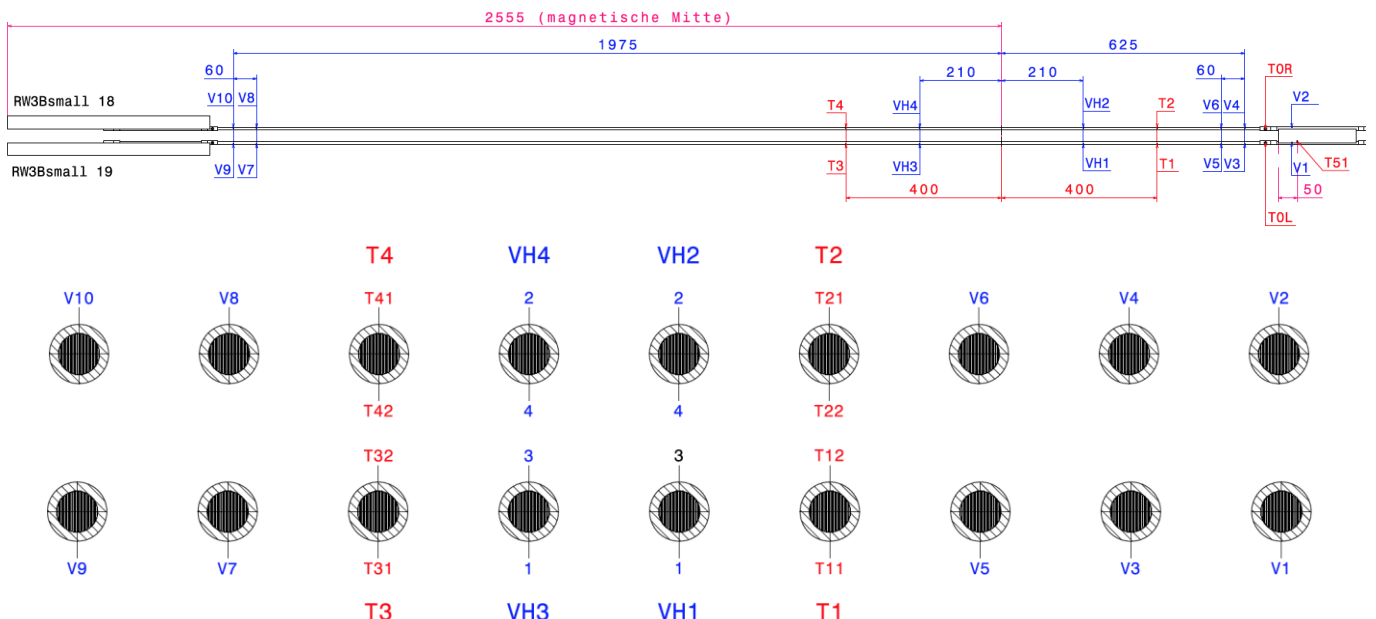 2555 (magnetische Mitte)
1975
625
60
210
210
60
TOR
RW3Bsmall 18
V10
V8
T4
VH4
VH2
T2
V6
V4
V2
RW3Bsmall 19
V9
V7
T3
VH3
VH1
T1
V5
V3
V1
T51
400
400
50
TOL
T4
VH4
VH2
T2
V10
V8
T41
2
2
T21
V6
V4
V2
T42
4
4
T22
T32
3
3
T12
V9
V7
T31
1
1
T11
V5
V3
V1
T3
VH3
VH1
T1